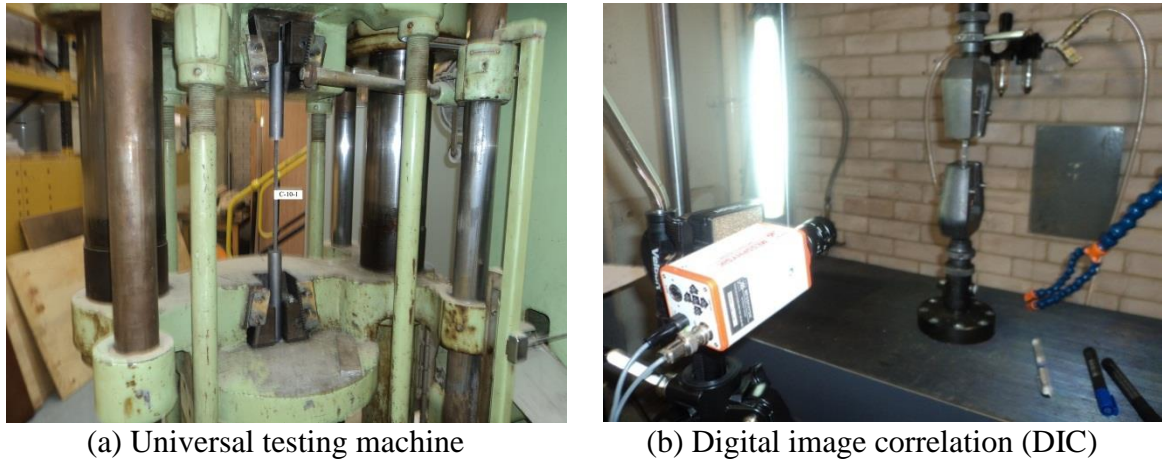 C-10-1
(a) Universal testing machine
(b) Digital image correlation (DIC)